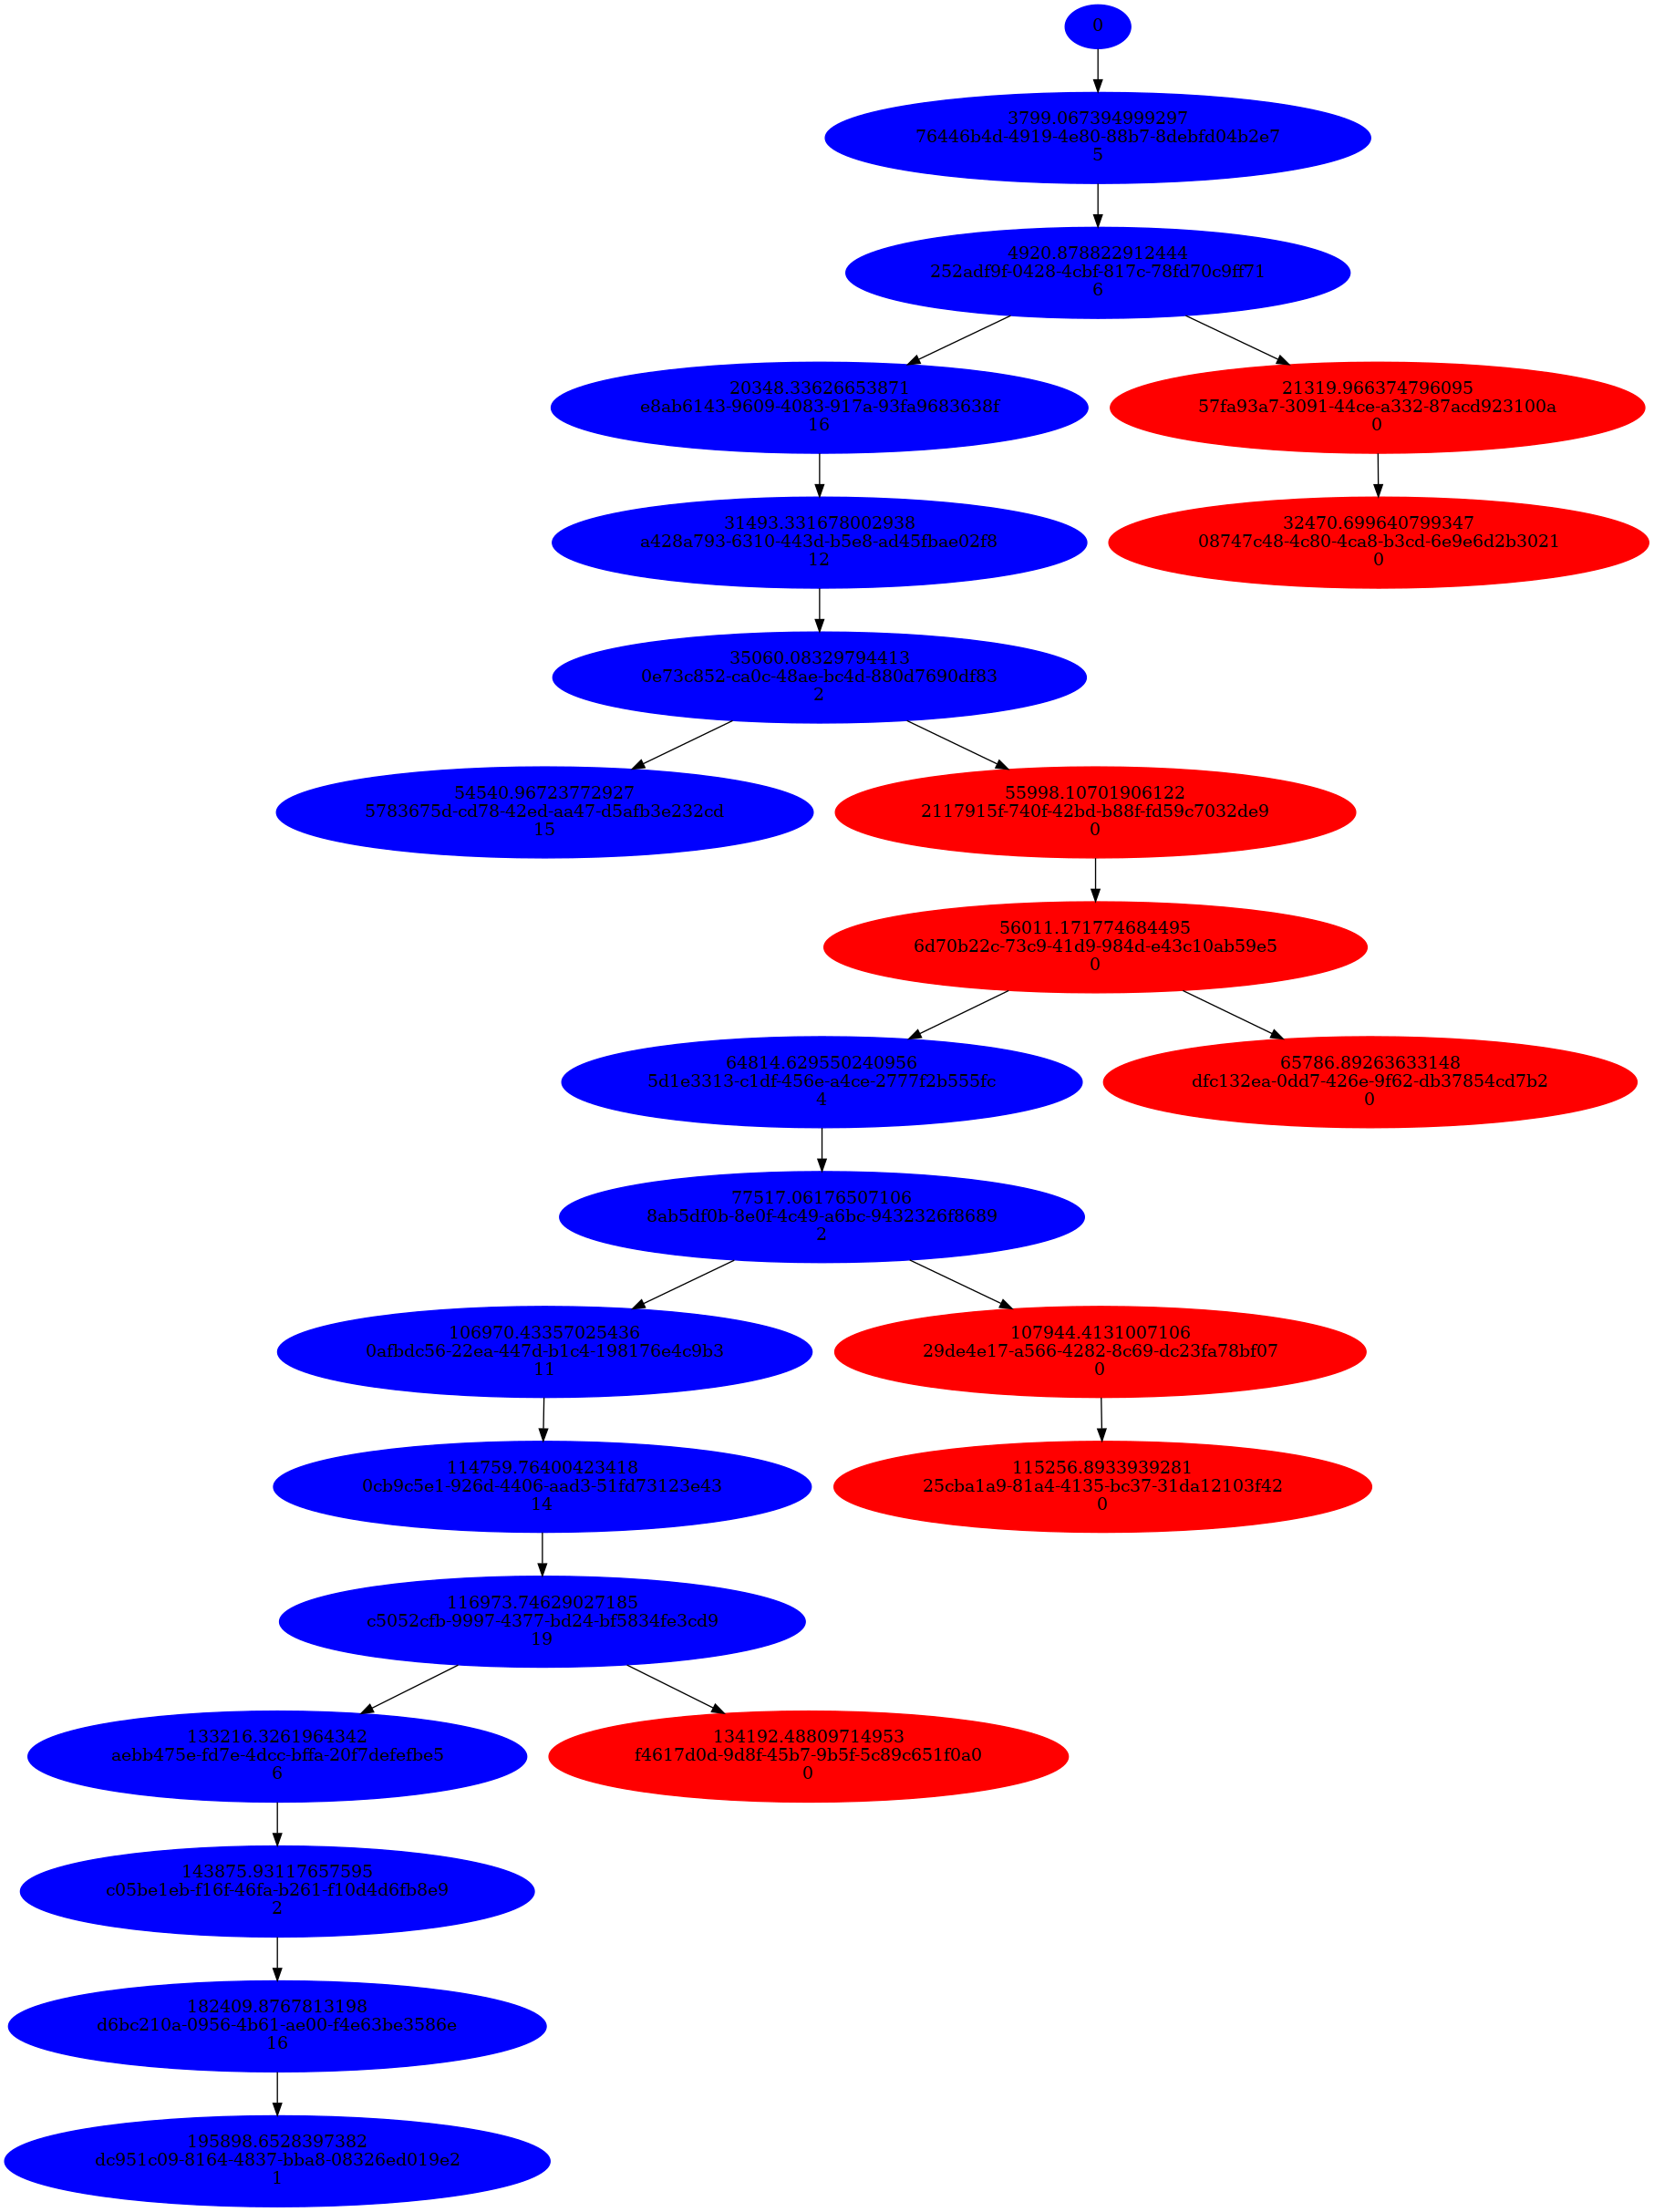 0
3799.067394999297
76446b4d-4919-4e80-88b7-8debfd04b2e7
5
4920.878822912444
252adf9f-0428-4cbf-817c-78fd70c9ff71
6
20348.33626653871
e8ab6143-9609-4083-917a-93fa9683638f
16
21319.966374796095
57fa93a7-3091-44ce-a332-87acd923100a
0
31493.331678002938
a428a793-6310-443d-b5e8-ad45fbae02f8
12
32470.699640799347
08747c48-4c80-4ca8-b3cd-6e9e6d2b3021
0
35060.08329794413
0e73c852-ca0c-48ae-bc4d-880d7690df83
2
54540.96723772927
5783675d-cd78-42ed-aa47-d5afb3e232cd
15
55998.10701906122
2117915f-740f-42bd-b88f-fd59c7032de9
0
56011.171774684495
6d70b22c-73c9-41d9-984d-e43c10ab59e5
0
64814.629550240956
5d1e3313-c1df-456e-a4ce-2777f2b555fc
4
65786.89263633148
dfc132ea-0dd7-426e-9f62-db37854cd7b2
0
77517.06176507106
8ab5df0b-8e0f-4c49-a6bc-9432326f8689
2
106970.43357025436
0afbdc56-22ea-447d-b1c4-198176e4c9b3
11
107944.4131007106
29de4e17-a566-4282-8c69-dc23fa78bf07
0
114759.76400423418
0cb9c5e1-926d-4406-aad3-51fd73123e43
14
115256.8933939281
25cba1a9-81a4-4135-bc37-31da12103f42
0
116973.74629027185
c5052cfb-9997-4377-bd24-bf5834fe3cd9
19
133216.3261964342
aebb475e-fd7e-4dcc-bffa-20f7defefbe5
6
134192.48809714953
f4617d0d-9d8f-45b7-9b5f-5c89c651f0a0
0
143875.93117657595
c05be1eb-f16f-46fa-b261-f10d4d6fb8e9
2
182409.8767813198
d6bc210a-0956-4b61-ae00-f4e63be3586e
16
195898.6528397382
dc951c09-8164-4837-bba8-08326ed019e2
1